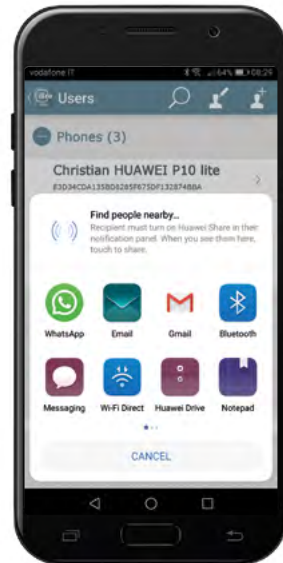 vodafone IT 64% 08:29
Users
Phones (3)
Christian HUAWEI P10 lite
Find people nearby...
Recipient must turn on Huawei Share in their
notification panel. When you see them here,
touch to share.
WhatsApp Email Gmail Bluetooth
Messaging Wi-Fi Direct Huawei Drive Notepad
CANCEL